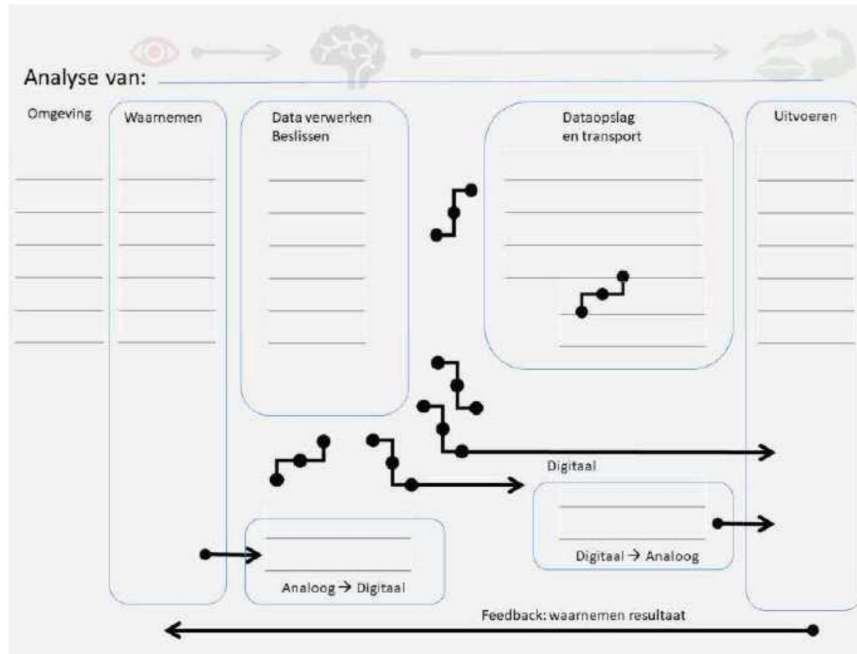 Analyse van:
Omgeving
Waarnemen
Data verwerken
Beslissen
Dataopslag
en transport
Uitvoeren
Digitaal
Digitaal → Analoog
Analoog → Digitaal
Feedback: waarnemen resultaat